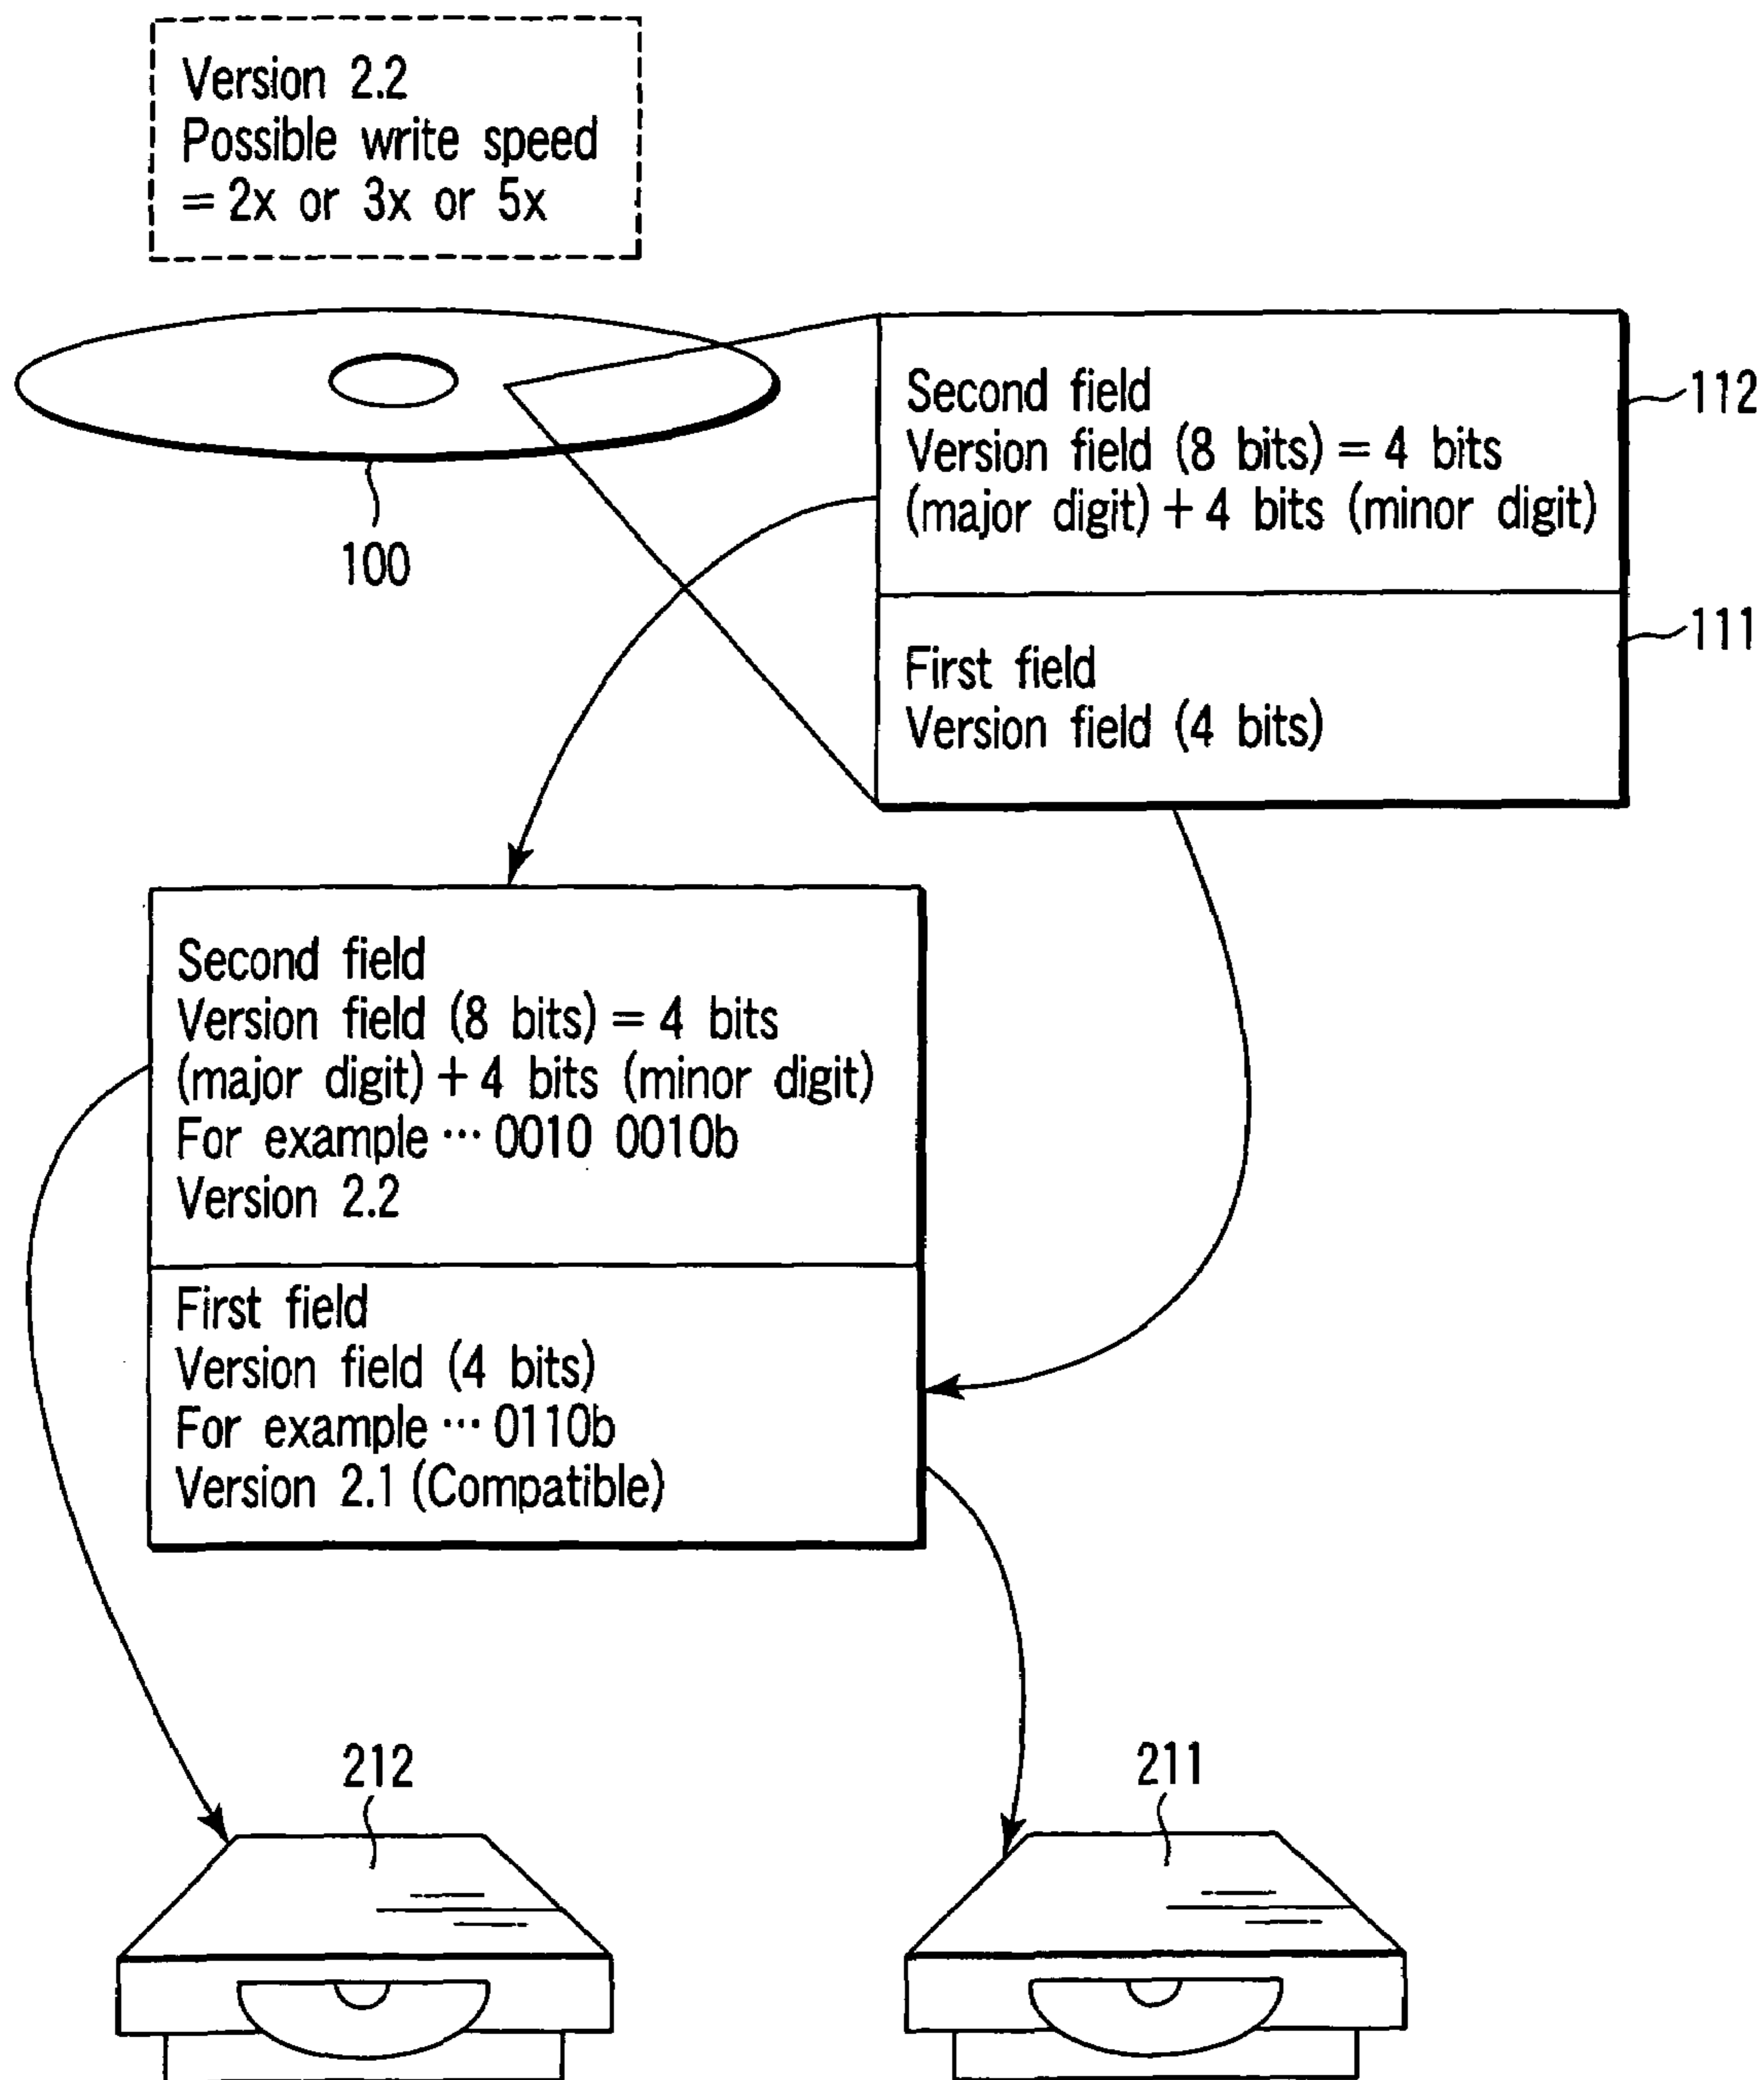 Version 2.2
Possible write speed
= 2x or 3x or 5x
Second field
Version field (8 bits) = 4 bits
(major digit) + 4 bits (minor digit)
112
First field
Version field (4 bits)
111
100
Second field
Version field (8 bits) = 4 bits
(major digit) + 4 bits (minor digit)
For example ··· 0010 0010b
Version 2.2
First field
Version field (4 bits)
For example ··· 0110b
Version 2.1 (Compatible)
212
211